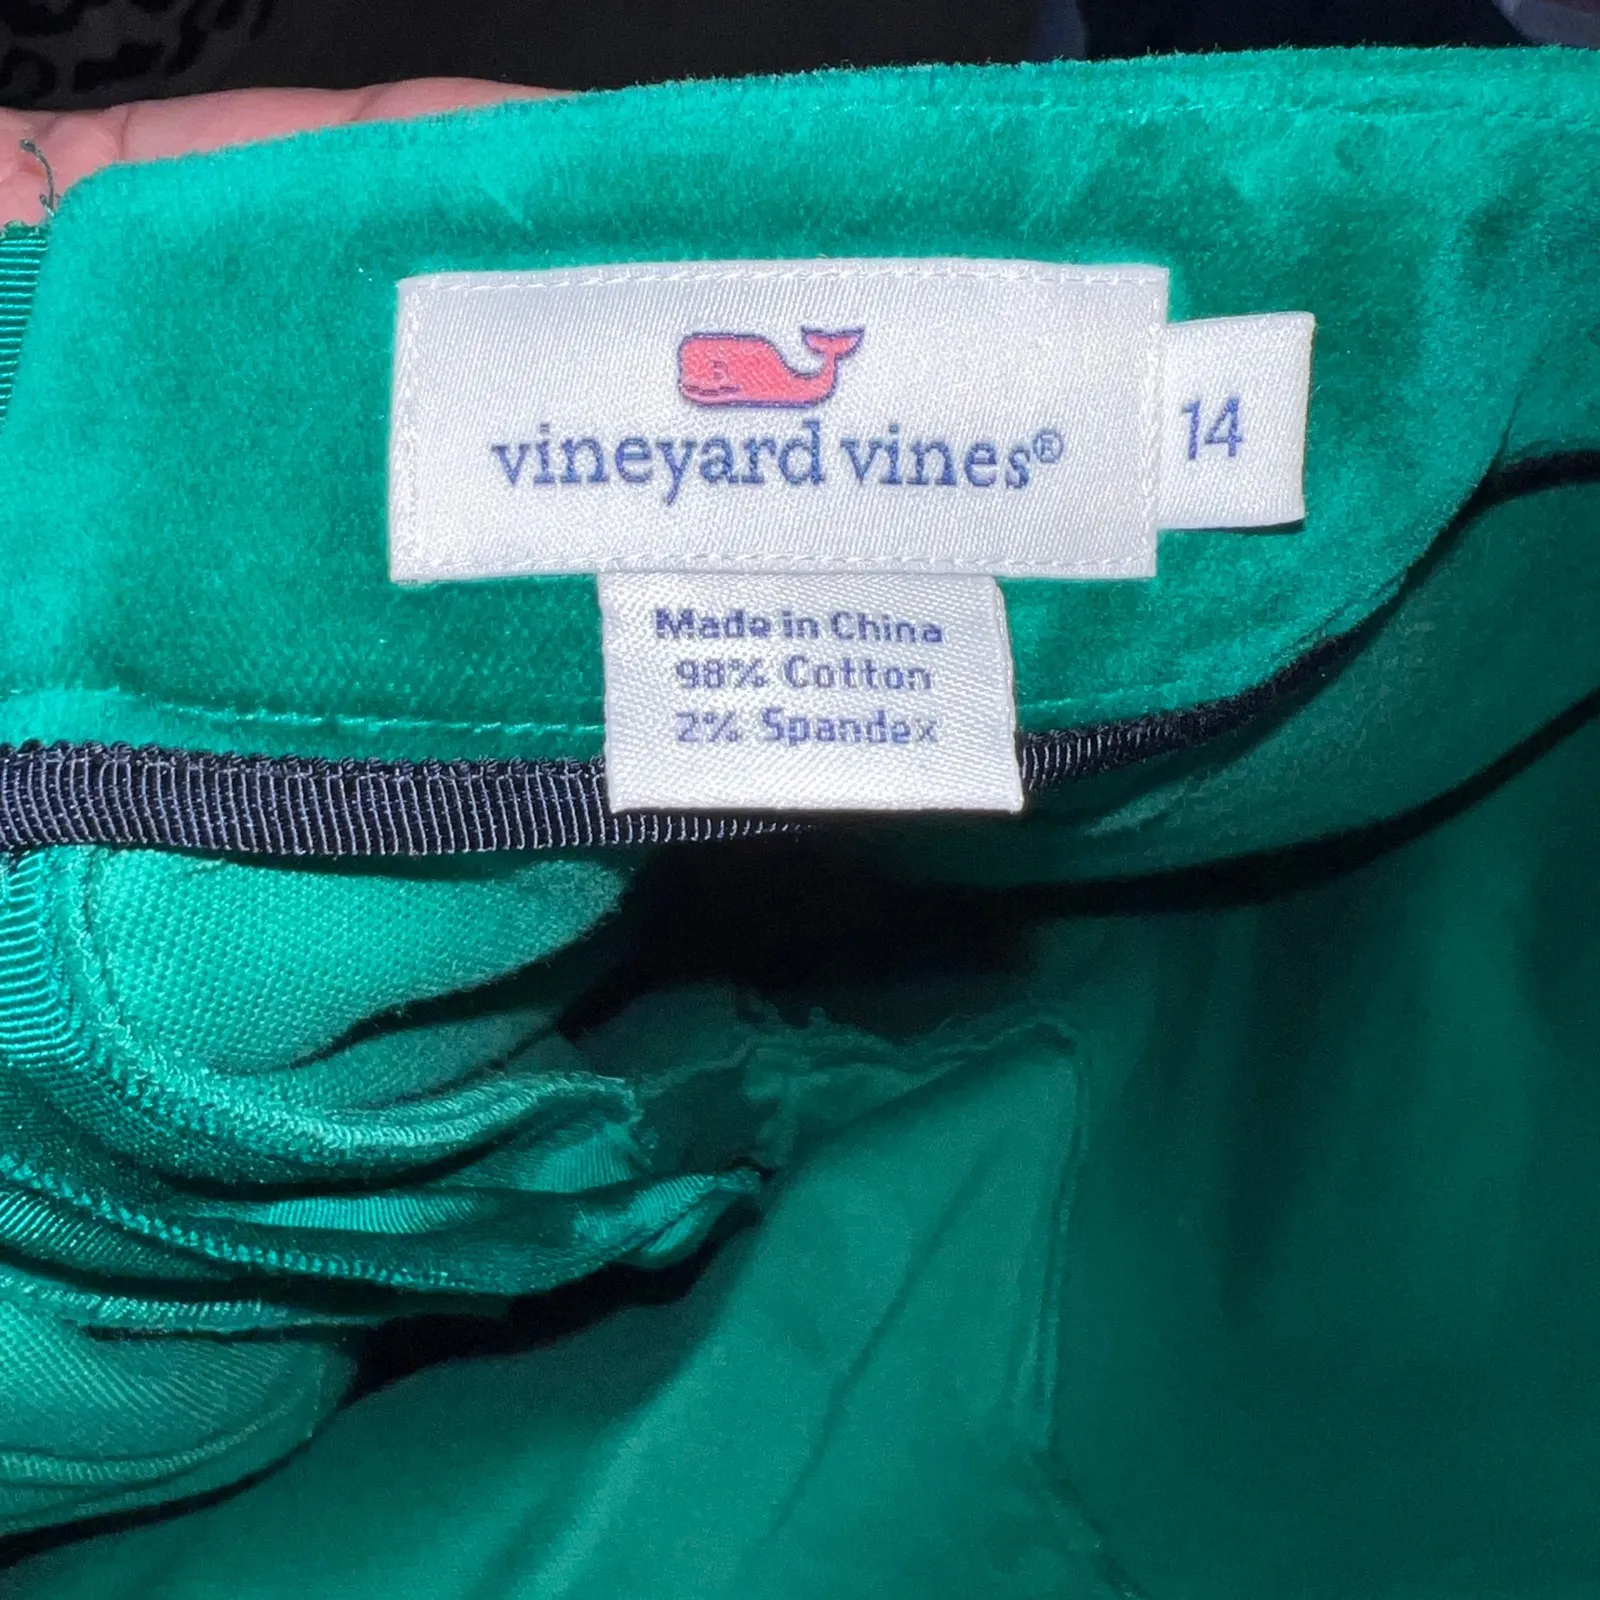 vineyard vines®
14
Made in China
98% Cotton
2% Spandex